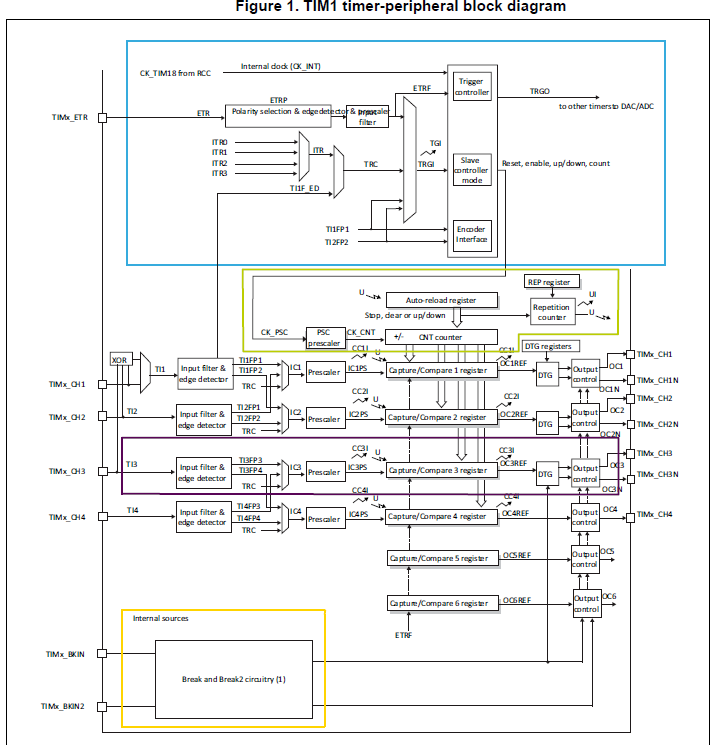 Figure 1. TIM1 timer-peripheral block diagram
CK_TIM18 from RCC
Internal clock (CK_INT)
Trigger
controller
TRGO
to other timers to DAC/ADC
ETRF
ETRP
TIMx_ETR
ETR
Polarity selection & edge detector & prescaler
Input
filter
ITR0
ITR1
ITR2
ITR3
ITR
TRC
TI1F_ED
TGI
TRGI
Slave
controller
mode
Reset, enable, up/down, count
TI1FP1
TI2FP2
Encoder
Interface
REP register
U
Auto-reload register
UI
Repetition
counter
U
Stop, clear or up/down
CK_PSC
PSC
prescaler
CK_CNT
+/-
CNT counter
DTG registers
XOR
TI1
Input filter &
edge detector
TI1FP1
TI1FP2
TRC
IC1
Prescaler
IC1PS
CC1I
U
Capture/Compare 1 register
CC1I
OC1REF
DTG
Output
control
OC1
OC1N
TIMx_CH1
TIMx_CH1N
TIMx_CH1
TIMx_CH2
TI2
Input filter &
edge detector
TI2FP1
TI2FP2
TRC
IC2
Prescaler
IC2PS
CC2I
U
Capture/Compare 2 register
CC2I
OC2REF
DTG
Output
control
OC2
OC2N
TIMx_CH2
TIMx_CH2N
TIMx_CH3
TI3
Input filter &
edge detector
TI3FP3
TI3FP4
TRC
IC3
Prescaler
IC3PS
CC3I
U
Capture/Compare 3 register
CC3I
OC3REF
DTG
Output
control
OC3
OC3N
TIMx_CH3
TIMx_CH3N
TIMx_CH4
TI4
Input filter &
edge detector
TI4FP3
TI4FP4
TRC
IC4
Prescaler
IC4PS
CC4I
U
Capture/Compare 4 register
CC4I
OC4REF
Output
control
OC4
TIMx_CH4
Capture/Compare 5 register
OC5REF
Output
control
OC5
Capture/Compare 6 register
OC6REF
Output
control
OC6
ETRF
Internal sources
TIMx_BKIN
Break and Break2 circuitry (1)
TIMx_BKIN2